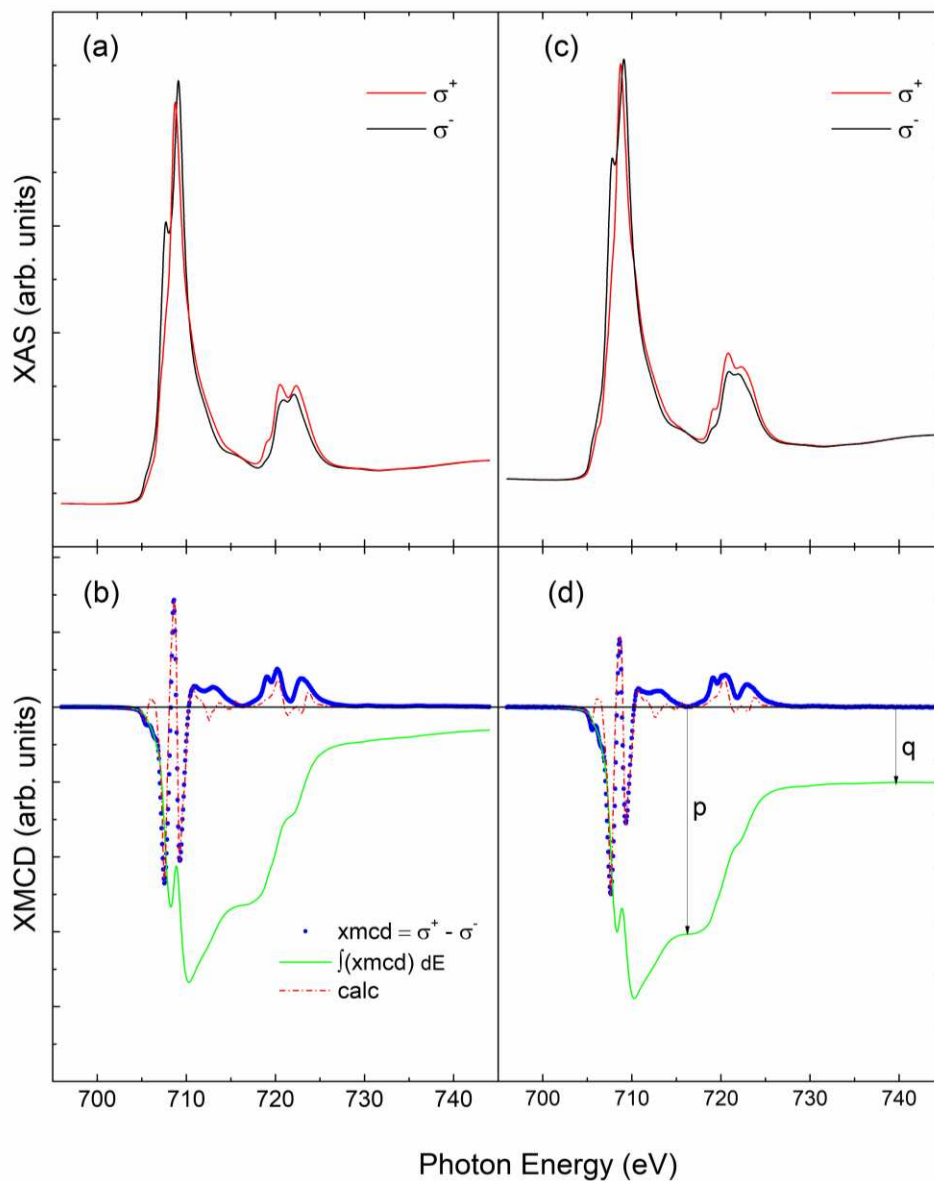 (a)
σ+
σ-
(c)
σ+
σ-
XAS (arb. units)
(b)
xmcd = σ+ - σ-
∫(xmcd) dE
calc
(d)
p
q
XMCD (arb. units)
700 710 720 730 740
700 710 720 730 740
Photon Energy (eV)